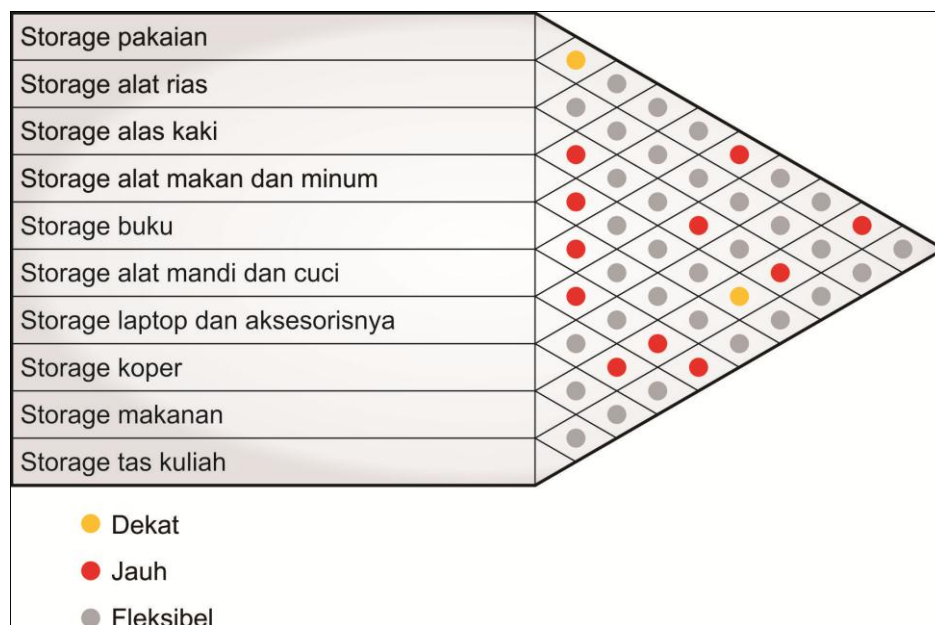 Storage pakaian
Storage alat rias
Storage alas kaki
Storage alat makan dan minum
Storage buku
Storage alat mandi dan cuci
Storage laptop dan aksesorisnya
Storage koper
Storage makanan
Storage tas kuliah
Dekat
Jauh
Fleksibel